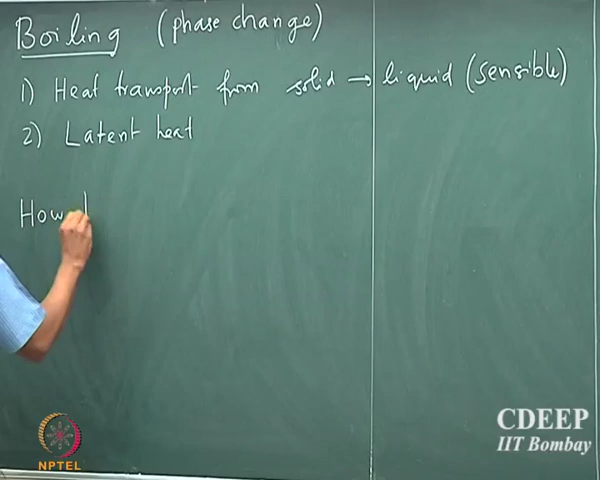 Boiling (phase change)
1) Heat transport from solid → liquid (sensible)
2) Latent heat
How
CDEEP
IIT Bombay
NPTEL